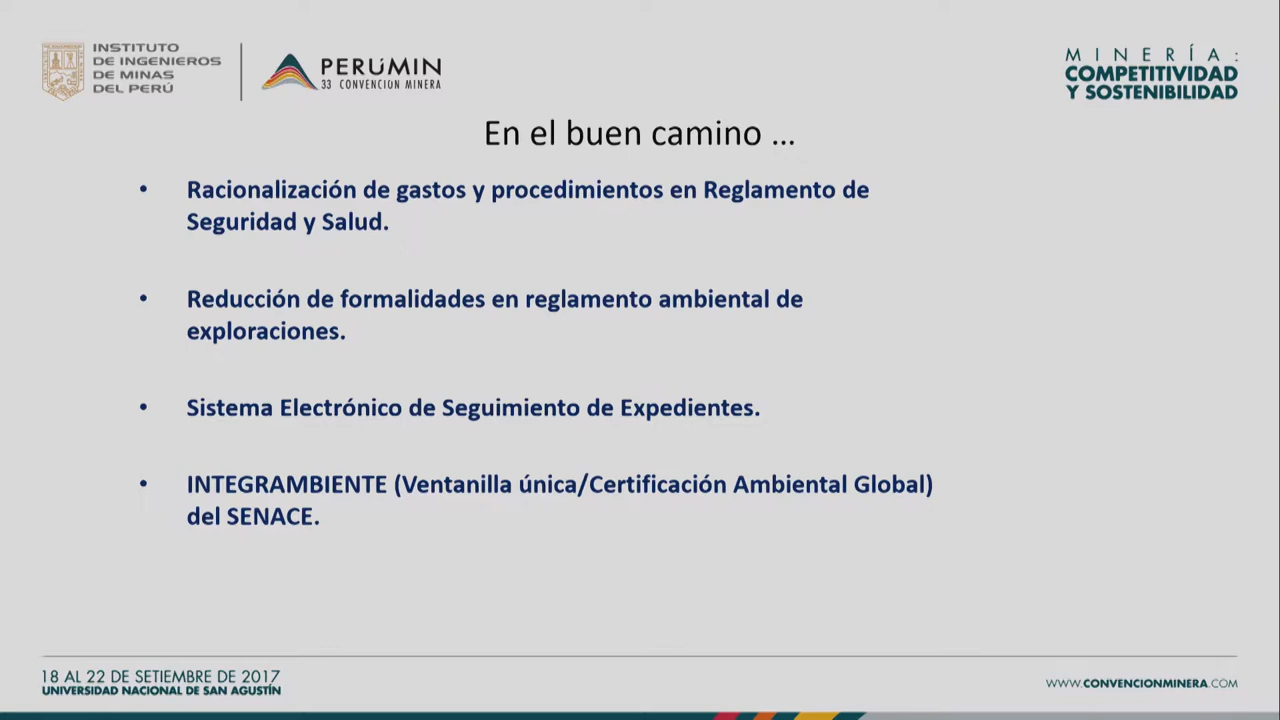 INSTITUTO
DE INGENIEROS
DE MINAS
DEL PERÚ
PERÚMIN
33 CONVENCION MINERA
MINERÍA:
COMPETITIVIDAD
Y SOSTENIBILIDAD
En el buen camino ...
• Racionalización de gastos y procedimientos en Reglamento de
Seguridad y Salud.
• Reducción de formalidades en reglamento ambiental de
exploraciones.
• Sistema Electrónico de Seguimiento de Expedientes.
• INTEGRAMBIENTE (Ventanilla única/Certificación Ambiental Global)
del SENACE.
18 AL 22 DE SETIEMBRE DE 2017
UNIVERSIDAD NACIONAL DE SAN AGUSTÍN
WWW.CONVENCIONMINERA.COM